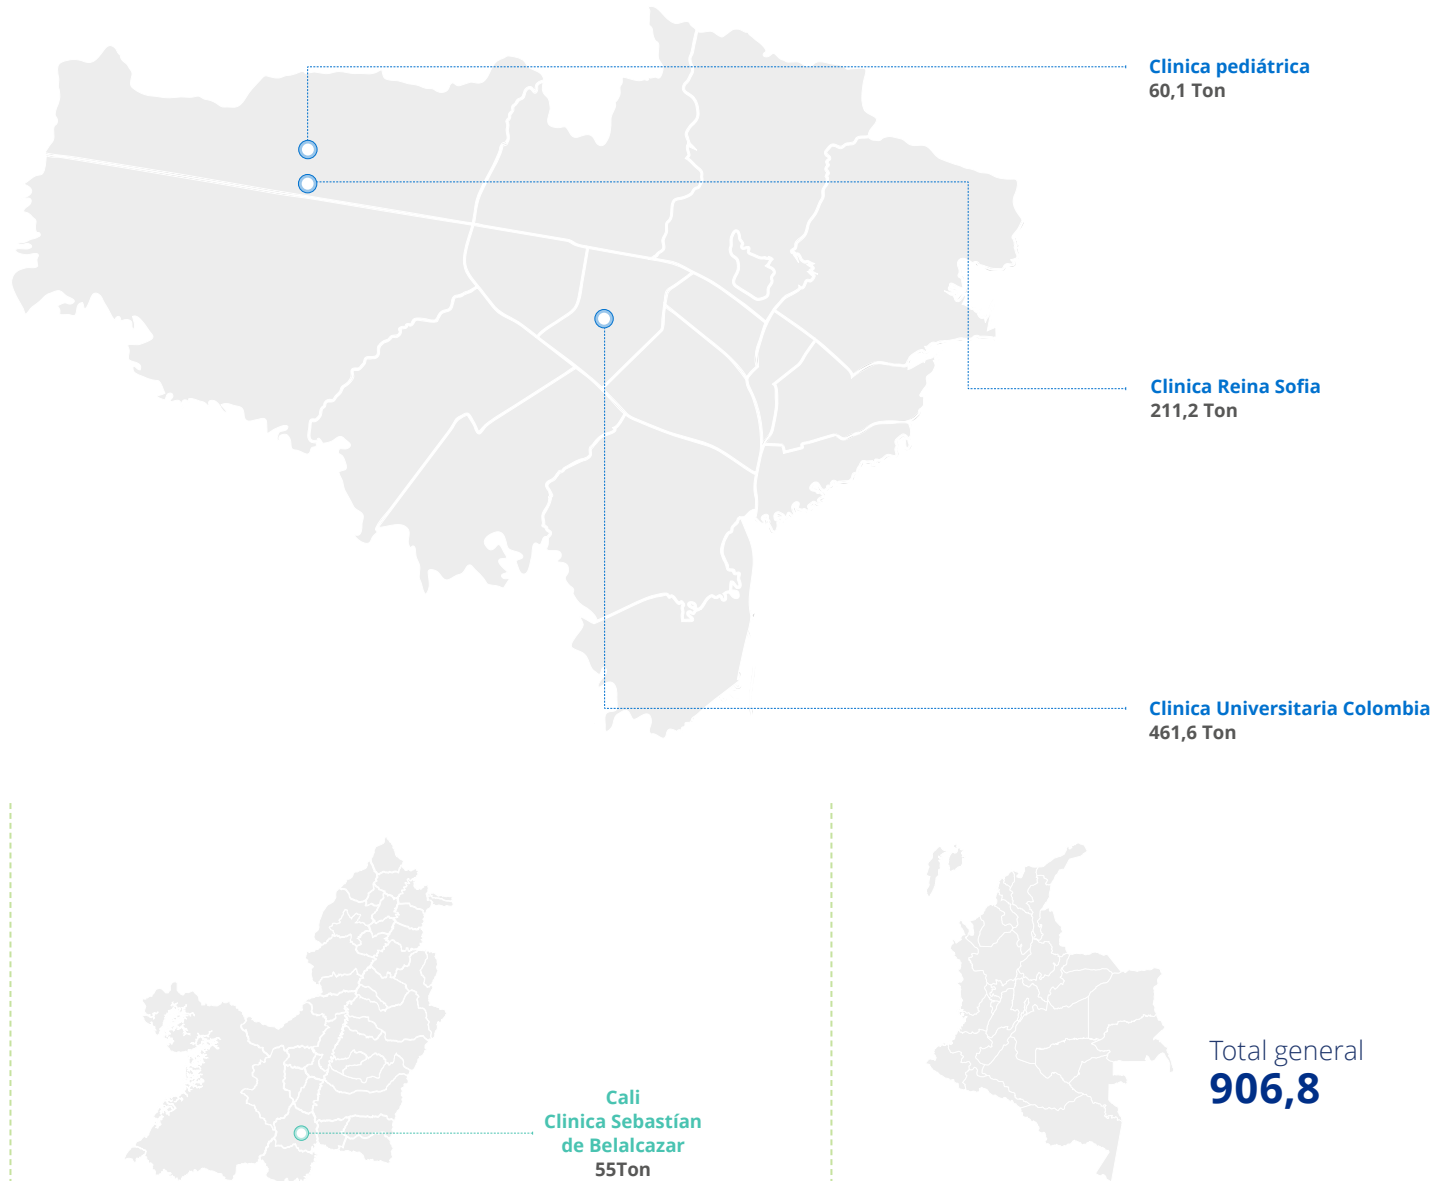 Clinica pediátrica
60,1 Ton
Clinica Reina Sofia
211,2 Ton
Clinica Universitaria Colombia
461,6 Ton
Cali
Clinica Sebastían
de Belalcazar
55Ton
Total general
906,8